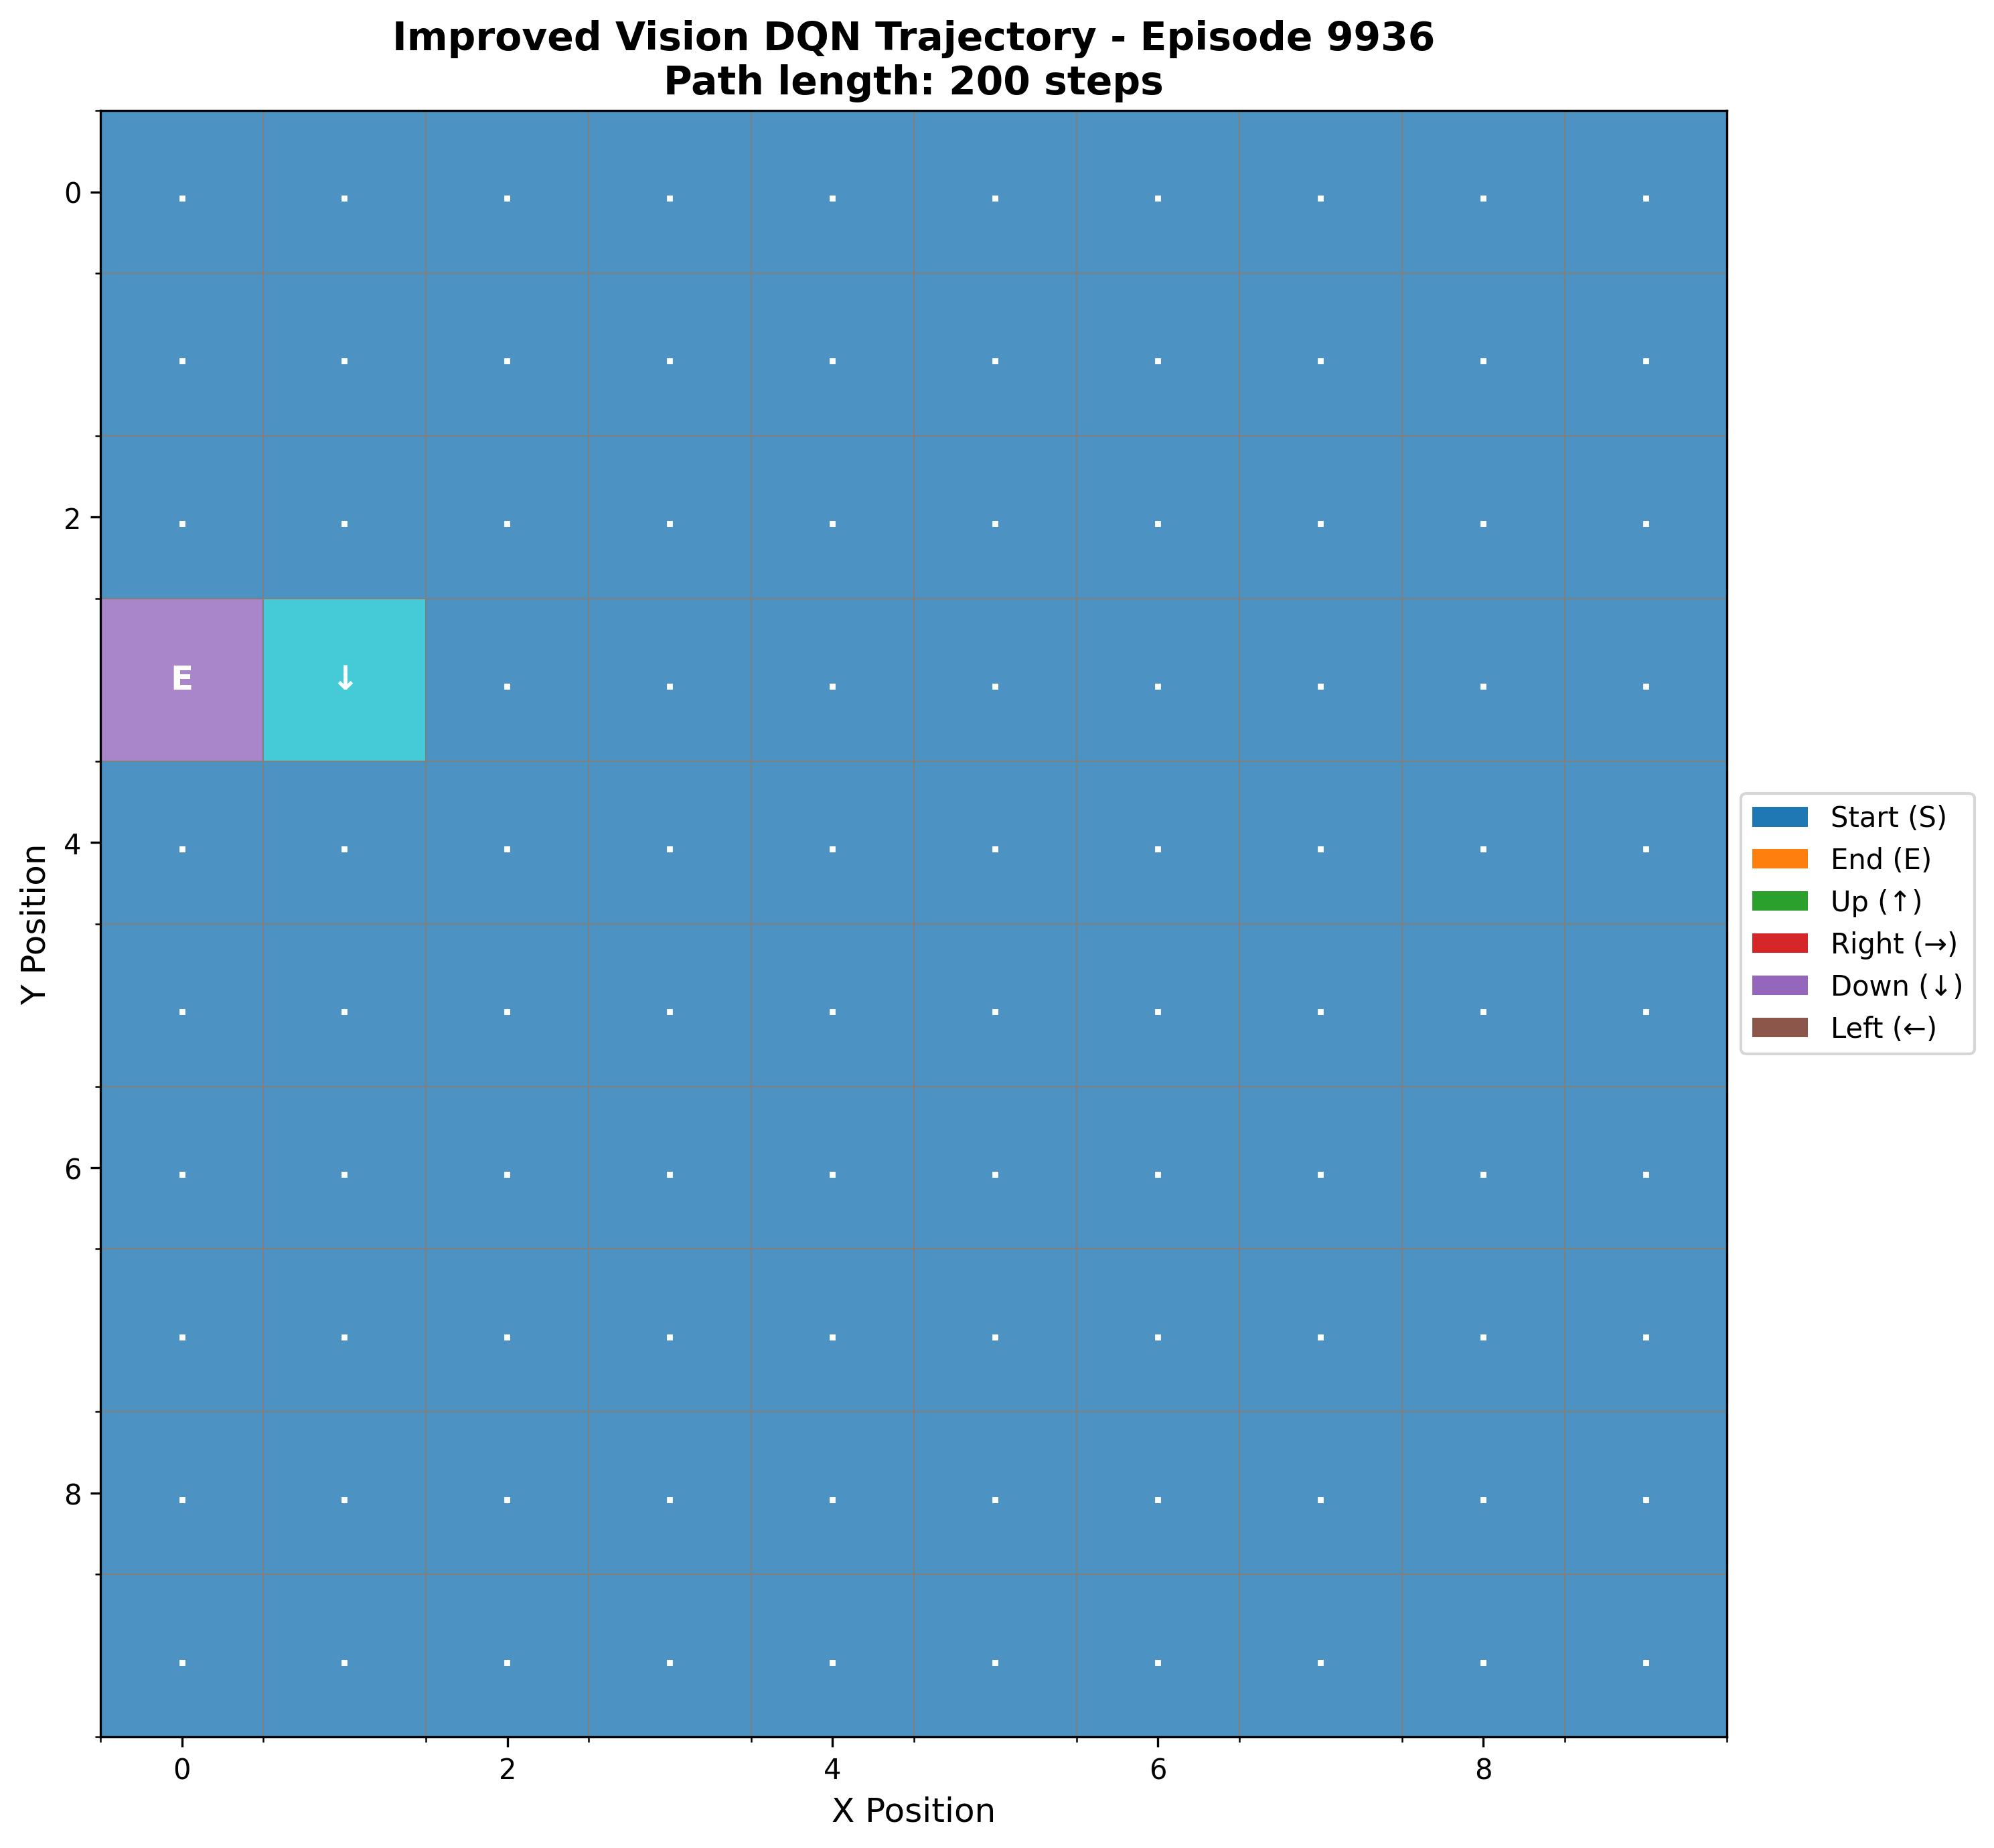 Improved Vision DQN Trajectory - Episode 9936
Path length: 200 steps
0
2
E ↓
4
6
8
Y Position
0 2 4 6 8
X Position
Start (S)
End (E)
Up (↑)
Right (→)
Down (↓)
Left (←)